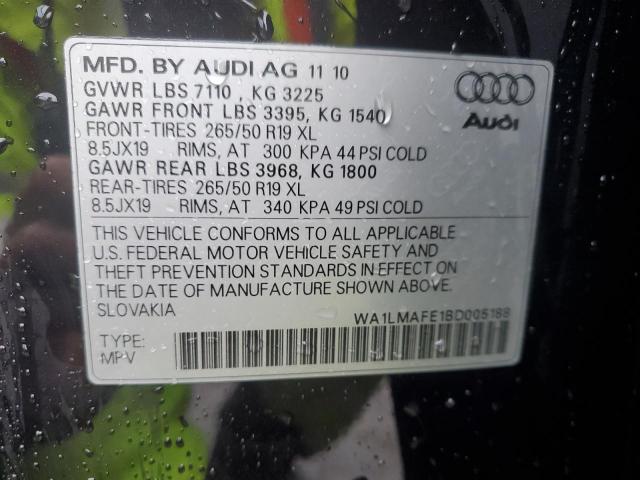 MFD. BY AUDI AG 11 10
GVWR LBS 7110 , KG 3225
GAWR FRONT LBS 3395, KG 1540
FRONT-TIRES 265/50 R19 XL
8.5JX19 RIMS, AT 300 KPA 44 PSI COLD
GAWR REAR LBS 3968, KG 1800
REAR-TIRES 265/50 R19 XL
8.5JX19 RIMS, AT 340 KPA 49 PSI COLD
Audi
THIS VEHICLE CONFORMS TO ALL APPLICABLE
U.S. FEDERAL MOTOR VEHICLE SAFETY AND
THEFT PREVENTION STANDARDS IN EFFECT ON
THE DATE OF MANUFACTURE SHOWN ABOVE.
SLOVAKIA WA1LMAFE1BD005188
TYPE:
MPV